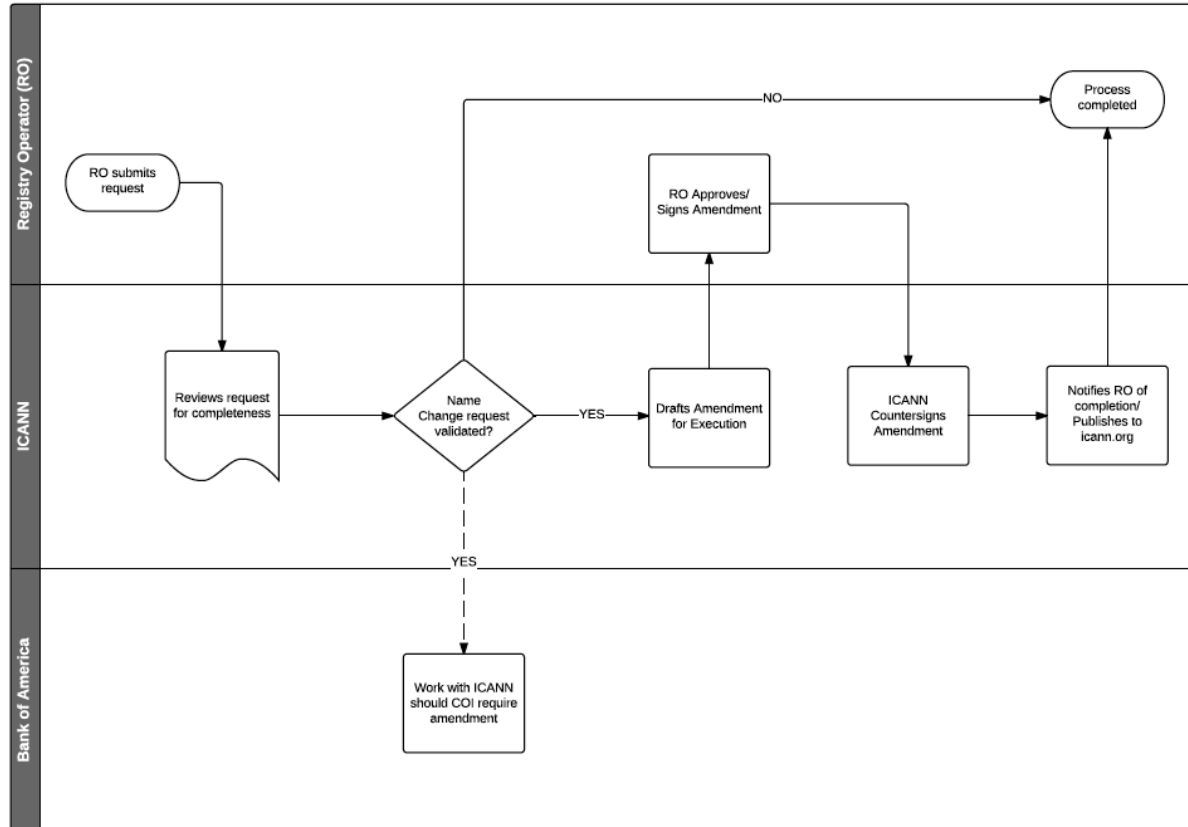 Registry Operator (RO)
RO submits
request
NO
Process
completed
RO Approves/
Signs Amendment
ICANN
Reviews request
for completeness
Name
Change request
validated?
YES
Drafts Amendment
for Execution
ICANN
Countersigns
Amendment
Notifies RO of
completion/
Publishes to
icann.org
YES
Bank of America
Work with ICANN
should COI require
amendment